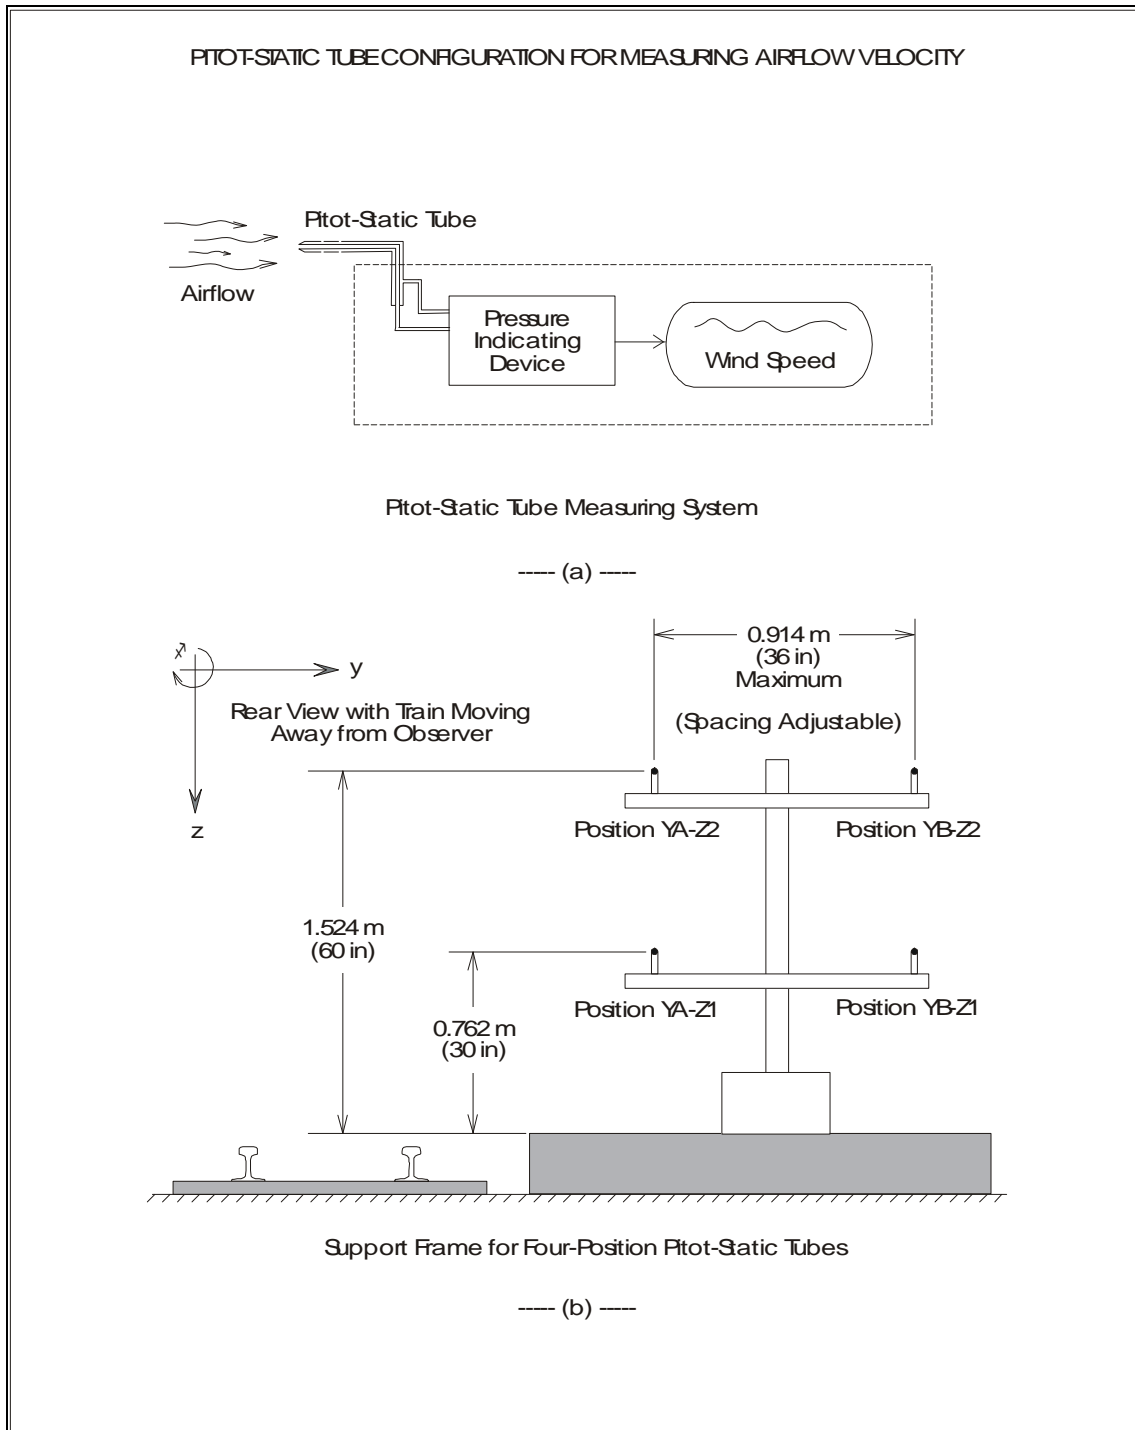 PITOT-STATIC TUBE CONFIGURATION FOR MEASURING AIRFLOW VELOCITY
Pitot-Static Tube
Airflow
Pressure
Indicating
Device
Wind Speed
Pitot-Static Tube Measuring System
----- (a) -----
x
y
z
Rear View with Train Moving
Away from Observer
0.914 m
(36 in)
Maximum
(Spacing Adjustable)
Position YA-Z2
Position YB-Z2
1.524 m
(60 in)
Position YA-Z1
Position YB-Z1
0.762 m
(30 in)
Support Frame for Four-Position Pitot-Static Tubes
----- (b) -----